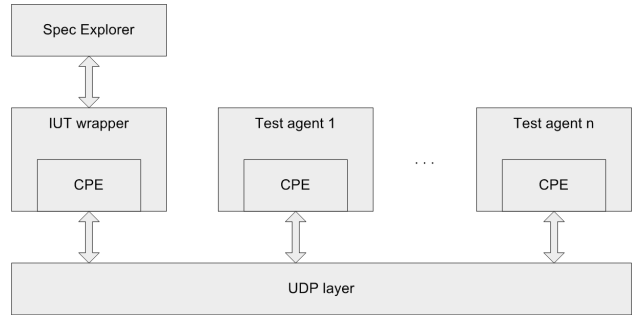 Spec Explorer
IUT wrapper
Test agent 1
Test agent n
CPE
CPE
. . .
CPE
UDP layer